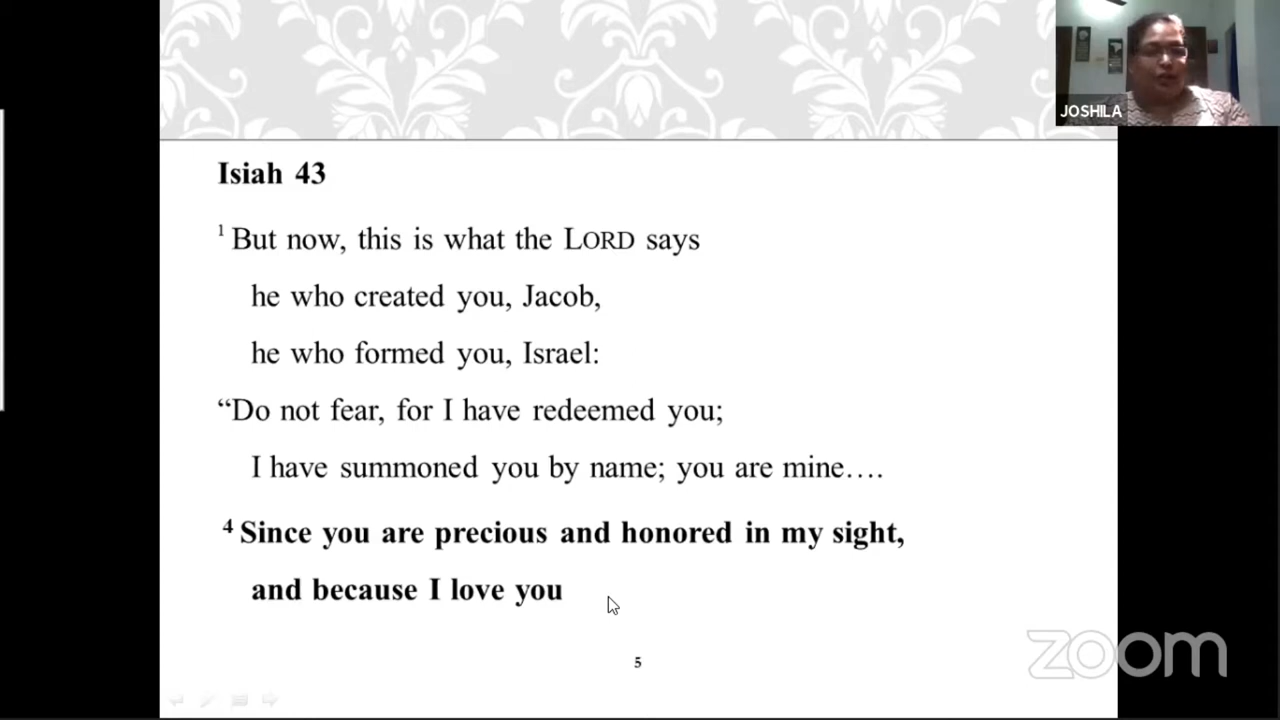 JOSHILA
Isiah 43
1 But now, this is what the LORD says
he who created you, Jacob,
he who formed you, Israel:
“Do not fear, for I have redeemed you;
I have summoned you by name; you are mine….
4 Since you are precious and honored in my sight,
and because I love you
5
zoom